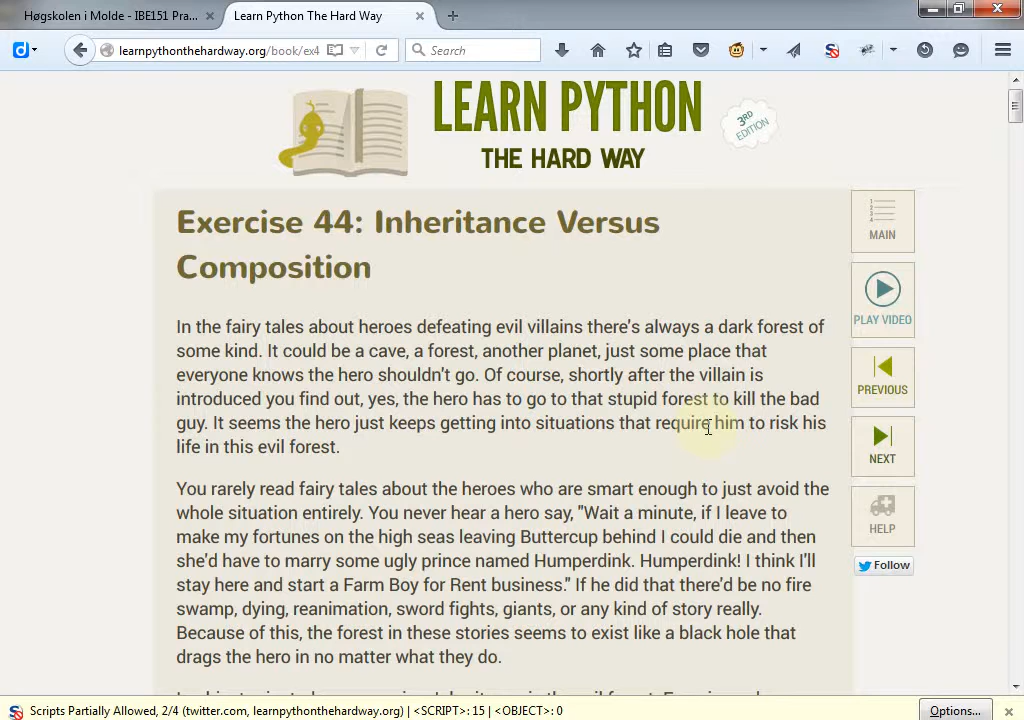 Høgskolen i Molde - IBE151 Pra...
Learn Python The Hard Way
learnpythonthehardway.org/book/ex4
Search
LEARN PYTHON
THE HARD WAY
3RD
EDITION
Exercise 44: Inheritance Versus
Composition
In the fairy tales about heroes defeating evil villains there's always a dark forest of
some kind. It could be a cave, a forest, another planet, just some place that
everyone knows the hero shouldn't go. Of course, shortly after the villain is
introduced you find out, yes, the hero has to go to that stupid forest to kill the bad
guy. It seems the hero just keeps getting into situations that require him to risk his
life in this evil forest.
You rarely read fairy tales about the heroes who are smart enough to just avoid the
whole situation entirely. You never hear a hero say, "Wait a minute, if I leave to
make my fortunes on the high seas leaving Buttercup behind I could die and then
she'd have to marry some ugly prince named Humperdink. Humperdink! I think I'll
stay here and start a Farm Boy for Rent business." If he did that there'd be no fire
swamp, dying, reanimation, sword fights, giants, or any kind of story really.
Because of this, the forest in these stories seems to exist like a black hole that
drags the hero in no matter what they do.
MAIN
PLAY VIDEO
PREVIOUS
NEXT
HELP
Follow
Scripts Partially Allowed, 2/4 (twitter.com, learnpythonthehardway.org) | <SCRIPT>: 15 | <OBJECT>: 0
Options...